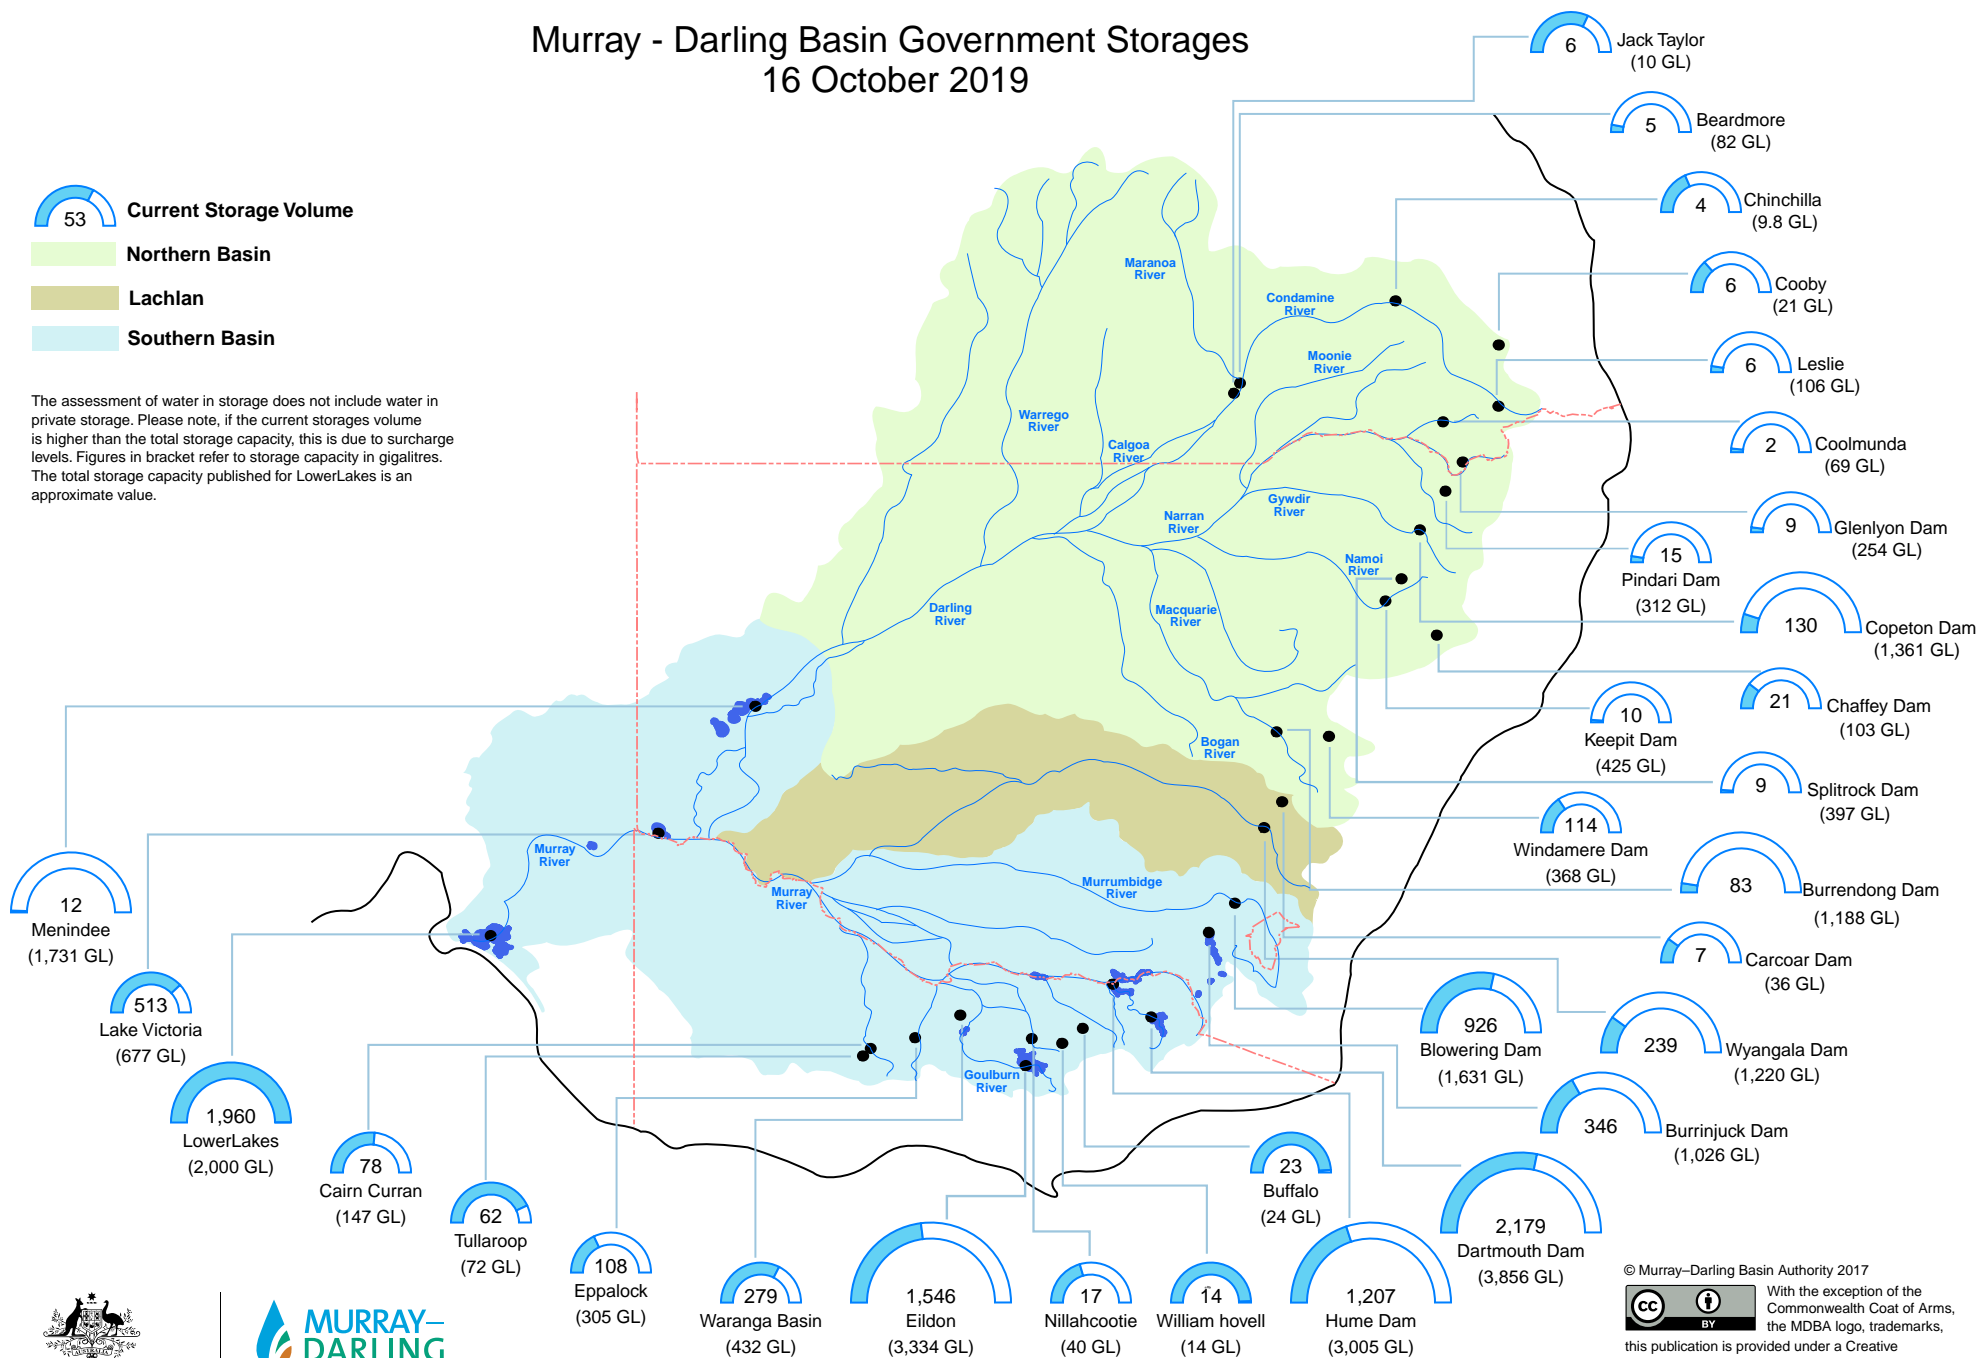 Murray - Darling Basin Government Storages
16 October 2019
53
Current Storage Volume
Northern Basin
Lachlan
Southern Basin
The assessment of water in storage does not include water in
private storage. Please note, if the current storages volume
is higher than the total storage capacity, this is due to surcharge
levels. Figures in bracket refer to storage capacity in gigalitres.
The total storage capacity published for LowerLakes is an
approximate value.
6
Jack Taylor
(10 GL)
5
Beardmore
(82 GL)
4
Chinchilla
(9.8 GL)
6
Cooby
(21 GL)
6
Leslie
(106 GL)
2
Coolmunda
(69 GL)
9
Glenlyon Dam
(254 GL)
15
Pindari Dam
(312 GL)
130
Copeton Dam
(1,361 GL)
21
Chaffey Dam
(103 GL)
10
Keepit Dam
(425 GL)
9
Splitrock Dam
(397 GL)
114
Windamere Dam
(368 GL)
83
Burrendong Dam
(1,188 GL)
7
Carcoar Dam
(36 GL)
926
Blowering Dam
(1,631 GL)
239
Wyangala Dam
(1,220 GL)
346
Burrinjuck Dam
(1,026 GL)
2,179
Dartmouth Dam
(3,856 GL)
Maranoa
River
Condamine
River
Moonie
River
Warrego
River
Calgoa
River
Gywdir
River
Narran
River
Namoi
River
Darling
River
Macquarie
River
Bogan
River
Murray
River
Murray
River
Murrumbidge
River
Goulburn
River
12
Menindee
(1,731 GL)
513
Lake Victoria
(677 GL)
1,960
LowerLakes
(2,000 GL)
78
Cairn Curran
(147 GL)
62
Tullaroop
(72 GL)
108
Eppalock
(305 GL)
279
Waranga Basin
(432 GL)
1,546
Eildon
(3,334 GL)
17
Nillahcootie
(40 GL)
14
William hovell
(14 GL)
23
Buffalo
(24 GL)
1,207
Hume Dam
(3,005 GL)
AUSTRALIA
MURRAY–
DARLING
© Murray–Darling Basin Authority 2017
cc
BY
With the exception of the
Commonwealth Coat of Arms,
the MDBA logo, trademarks,
this publication is provided under a Creative